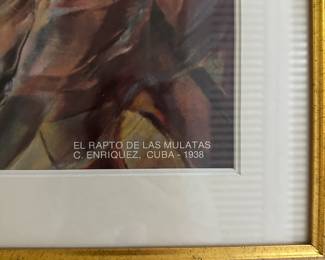 EL RAPTO DE LAS MULATAS
C. ENRIQUEZ, CUBA - 1938